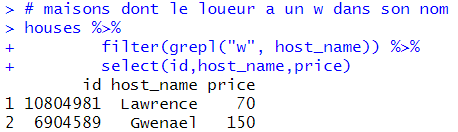 > # maisons dont le loueur a un w dans son nom
> houses %>%
+         filter(grepl("w", host_name)) %>%
+         select(id,host_name,price)
        id host_name price
1 10804981  Lawrence    70
2  6904589   Gwenael   150